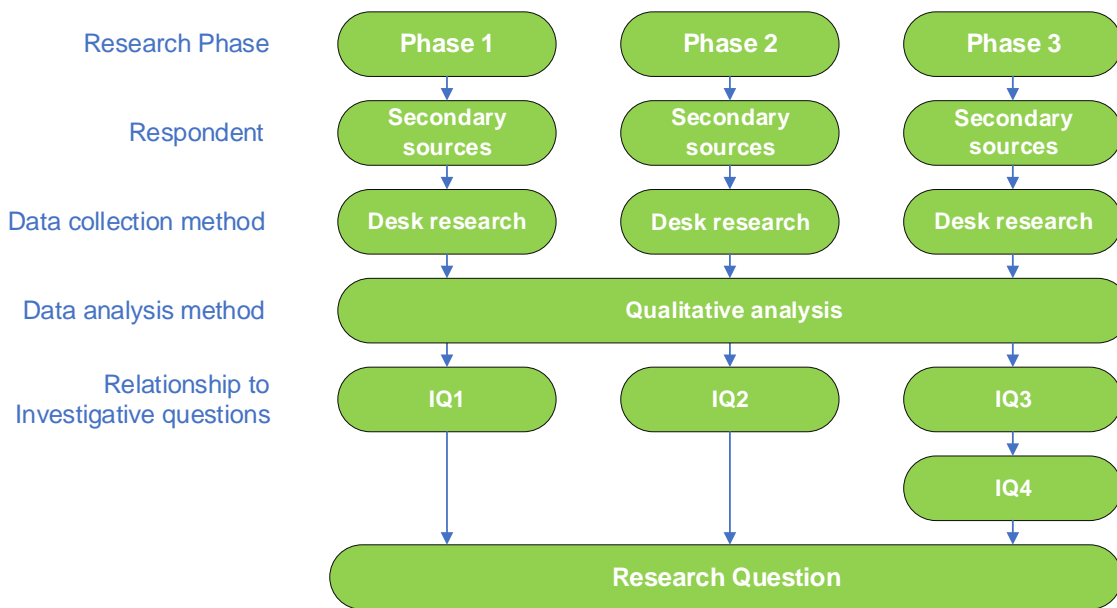 Research Phase
Phase 1
Phase 2
Phase 3
Respondent
Secondary
sources
Secondary
sources
Secondary
sources
Data collection method
Desk research
Desk research
Desk research
Data analysis method
Qualitative analysis
Relationship to
Investigative questions
IQ1
IQ2
IQ3
IQ4
Research Question